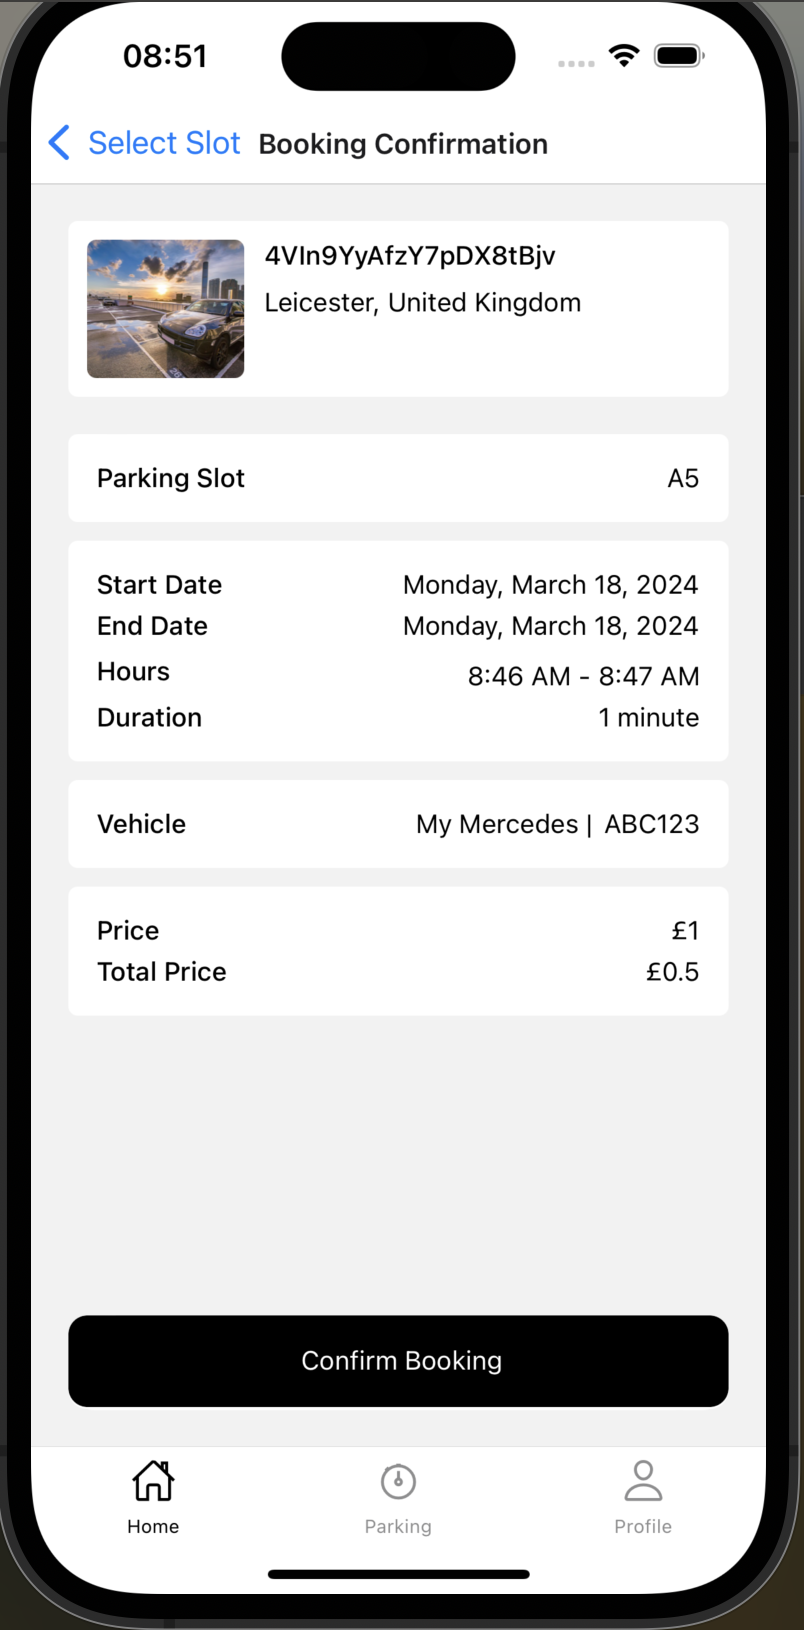 08:51
Select Slot Booking Confirmation
4VIn9YyAfzY7pDX8tBjv
Leicester, United Kingdom
Parking Slot A5
Start Date Monday, March 18, 2024
End Date Monday, March 18, 2024
Hours 8:46 AM - 8:47 AM
Duration 1 minute
Vehicle My Mercedes | ABC123
Price £1
Total Price £0.5
Confirm Booking
Home Parking Profile